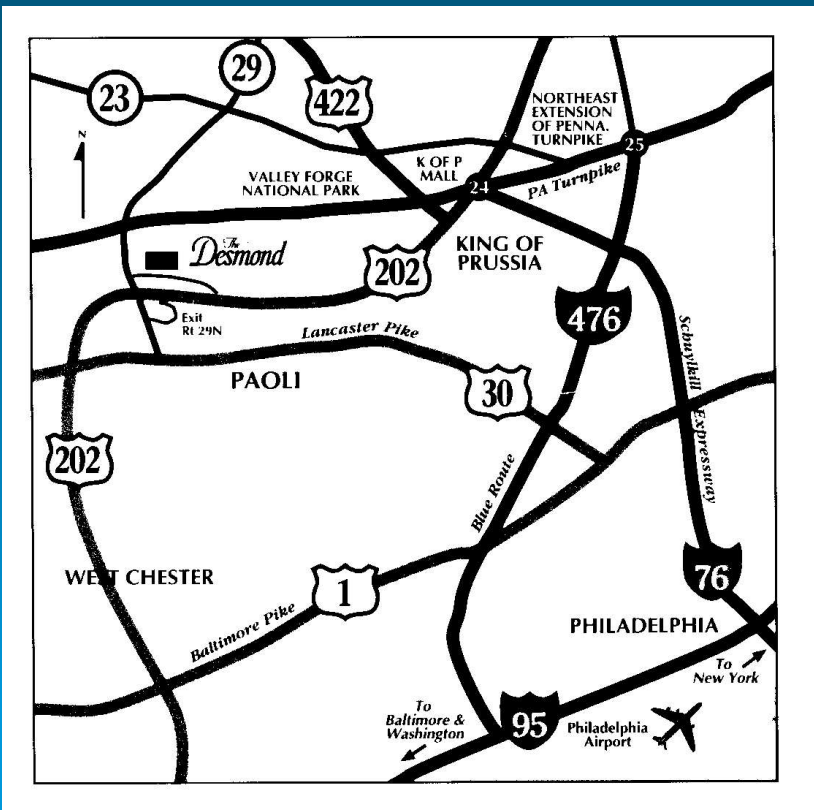 29
23
422
NORTHEAST
EXTENSION
OF PENNA.
TURNPIKE
N
25
K OF P
MALL
VALLEY FORGE
NATIONAL PARK
24
PA Turnpike
The
Desmond
KING OF
PRUSSIA
202
Exit
Rt 29N
476
Lancaster Pike
Schuylkill Expressway
PAOLI
30
202
Blue Route
WEST CHESTER
1
76
Baltimore Pike
PHILADELPHIA
To
New York
To
Baltimore &
Washington
95
Philadelphia
Airport